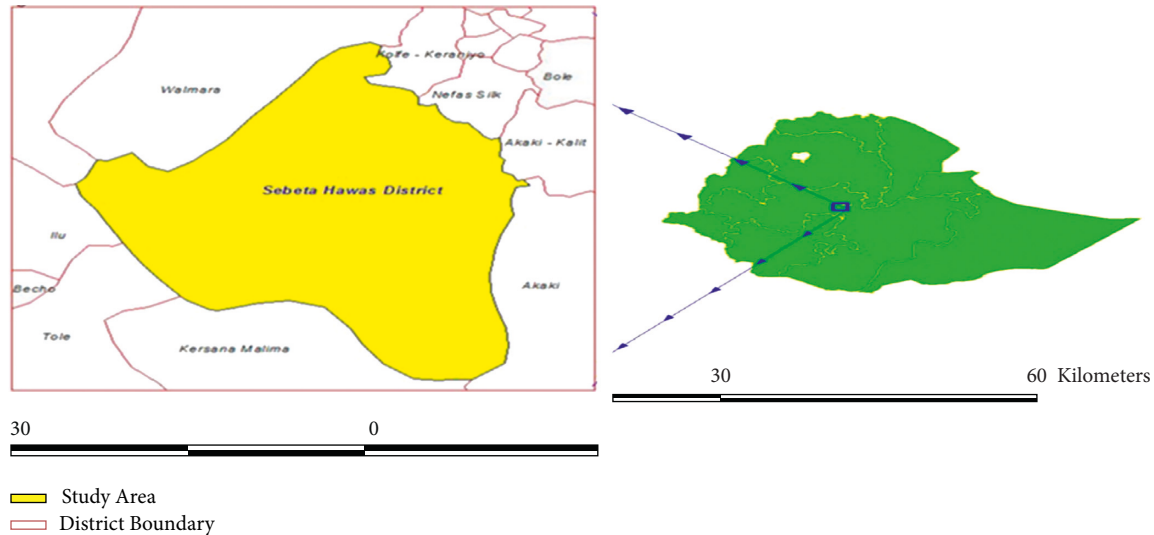 Kolfe - Keraniyo
Walmara
Bole
Nefas Silk
Akaki - Kalit
Sebeta Hawas District
Ilu
Becho
Akaki
Tole
Kersana Malima
30 0
30 60 Kilometers
Study Area
District Boundary